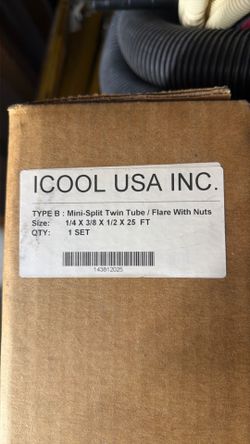 ICOOL USA INC.
TYPE B : Mini-Split Twin Tube / Flare With Nuts
Size: 1/4 X 3/8 X 1/2 X 25 FT
QTY: 1 SET
143812025